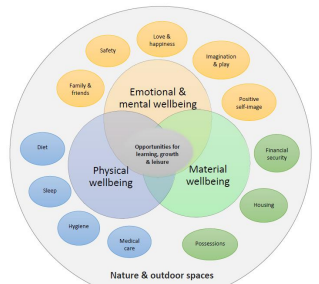 Love &
happiness
Safety
Imagination
& play
Family &
friends
Emotional &
mental wellbeing
Positive
self-image
Diet
Opportunities for
learning, growth
& leisure
Financial
security
Physical
wellbeing
Material
wellbeing
Sleep
Housing
Hygiene
Medical
care
Possessions
Nature & outdoor spaces